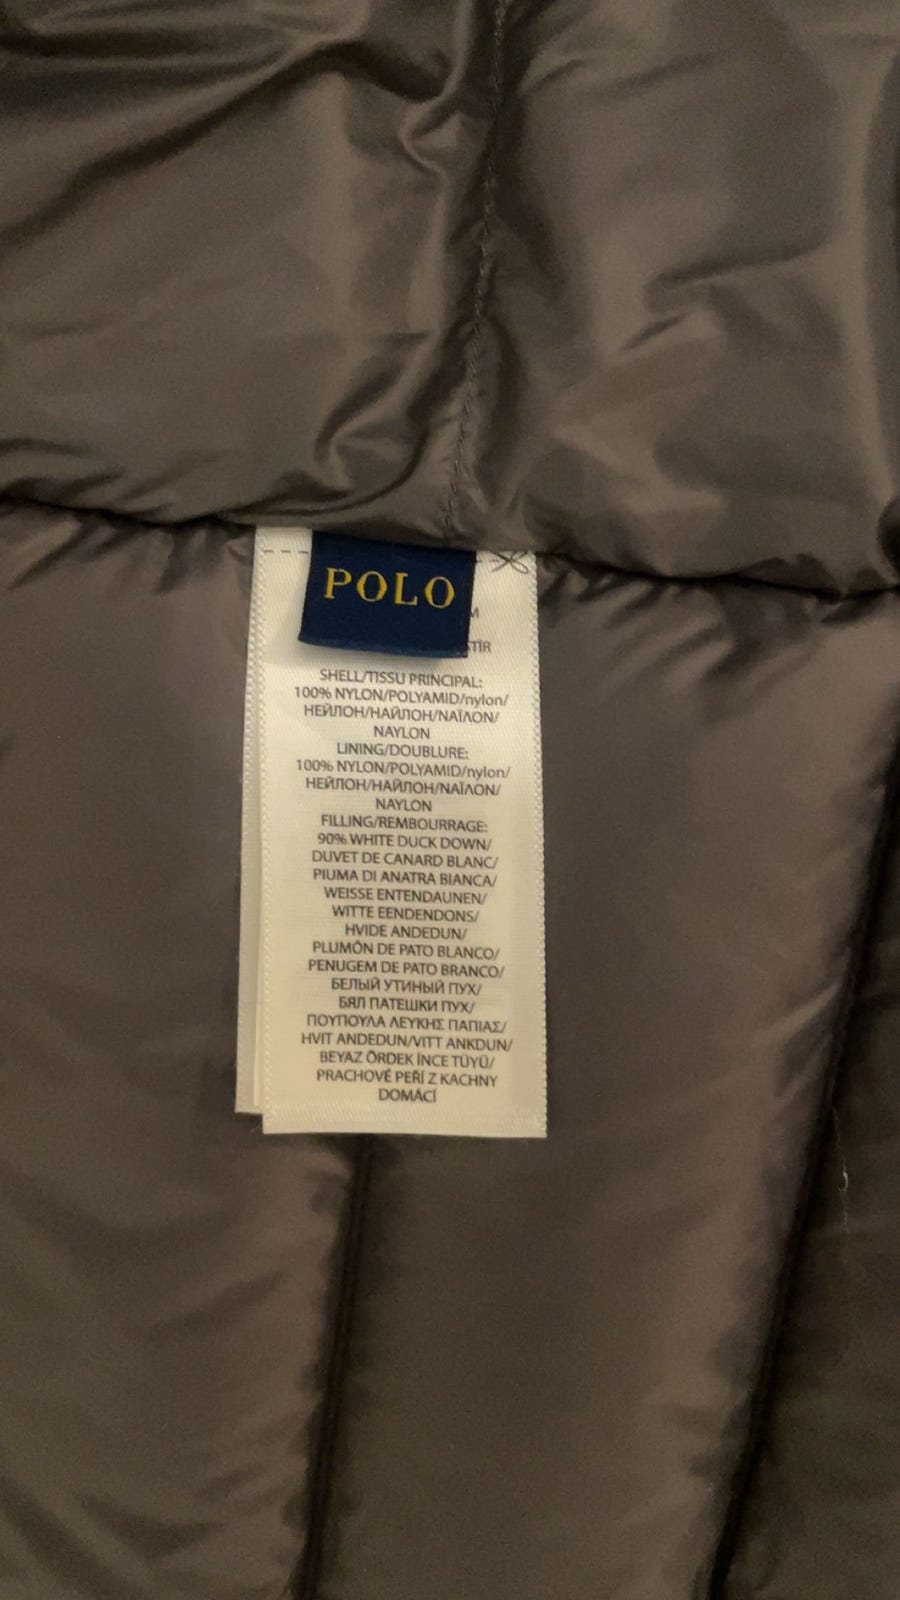 POLO
SHELL/TISSU PRINCIPAL:
100% NYLON/POLYAMID/nylon/
НЕЙЛОН/НАЙЛОН/ΝΑΪΛΟΝ/
NAYLON
LINING/DOUBLURE:
100% NYLON/POLYAMID/nylon/
НЕЙЛОН/НАЙЛОН/ΝΑΪΛΟΝ/
NAYLON
FILLING/REMBOURRAGE:
90% WHITE DUCK DOWN/
DUVET DE CANARD BLANC/
PIUMA DI ANATRA BIANCA/
WEISSE ENTENDAUNEN/
WITTE EENDENDONS/
HVIDE ANDEDUN/
PLUMÓN DE PATO BLANCO/
PENUGEM DE PATO BRANCO/
БЕЛЫЙ УТИНЫЙ ПУХ/
БЯЛ ПАТЕШКИ ПУХ/
ΠΟΥΠΟΥΛΑ ΛΕΥΚΗΣ ΠΑΠΙΑΣ/
HVIT ANDEDUN/VITT ANKDUN/
BEYAZ ÖRDEK İNCE TÜYÜ/
PRACHOVÉ PEŘÍ Z KACHNY
DOMÁCÍ